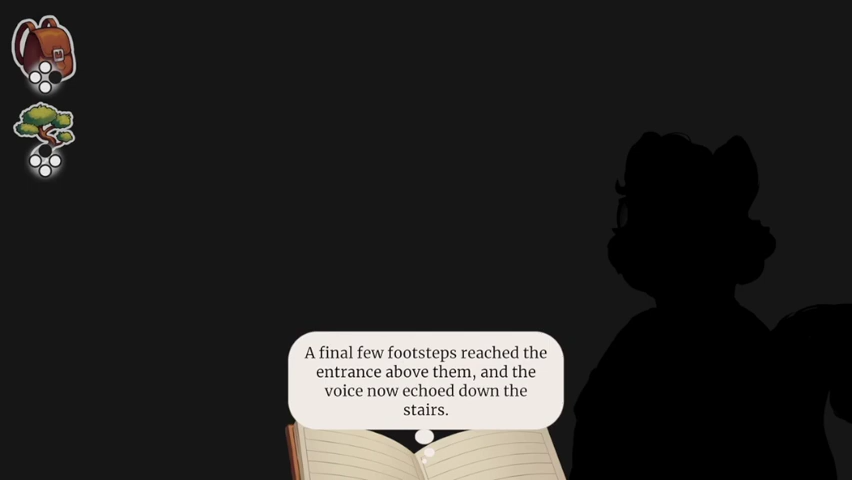 A final few footsteps reached the
entrance above them, and the
voice now echoed down the
stairs.